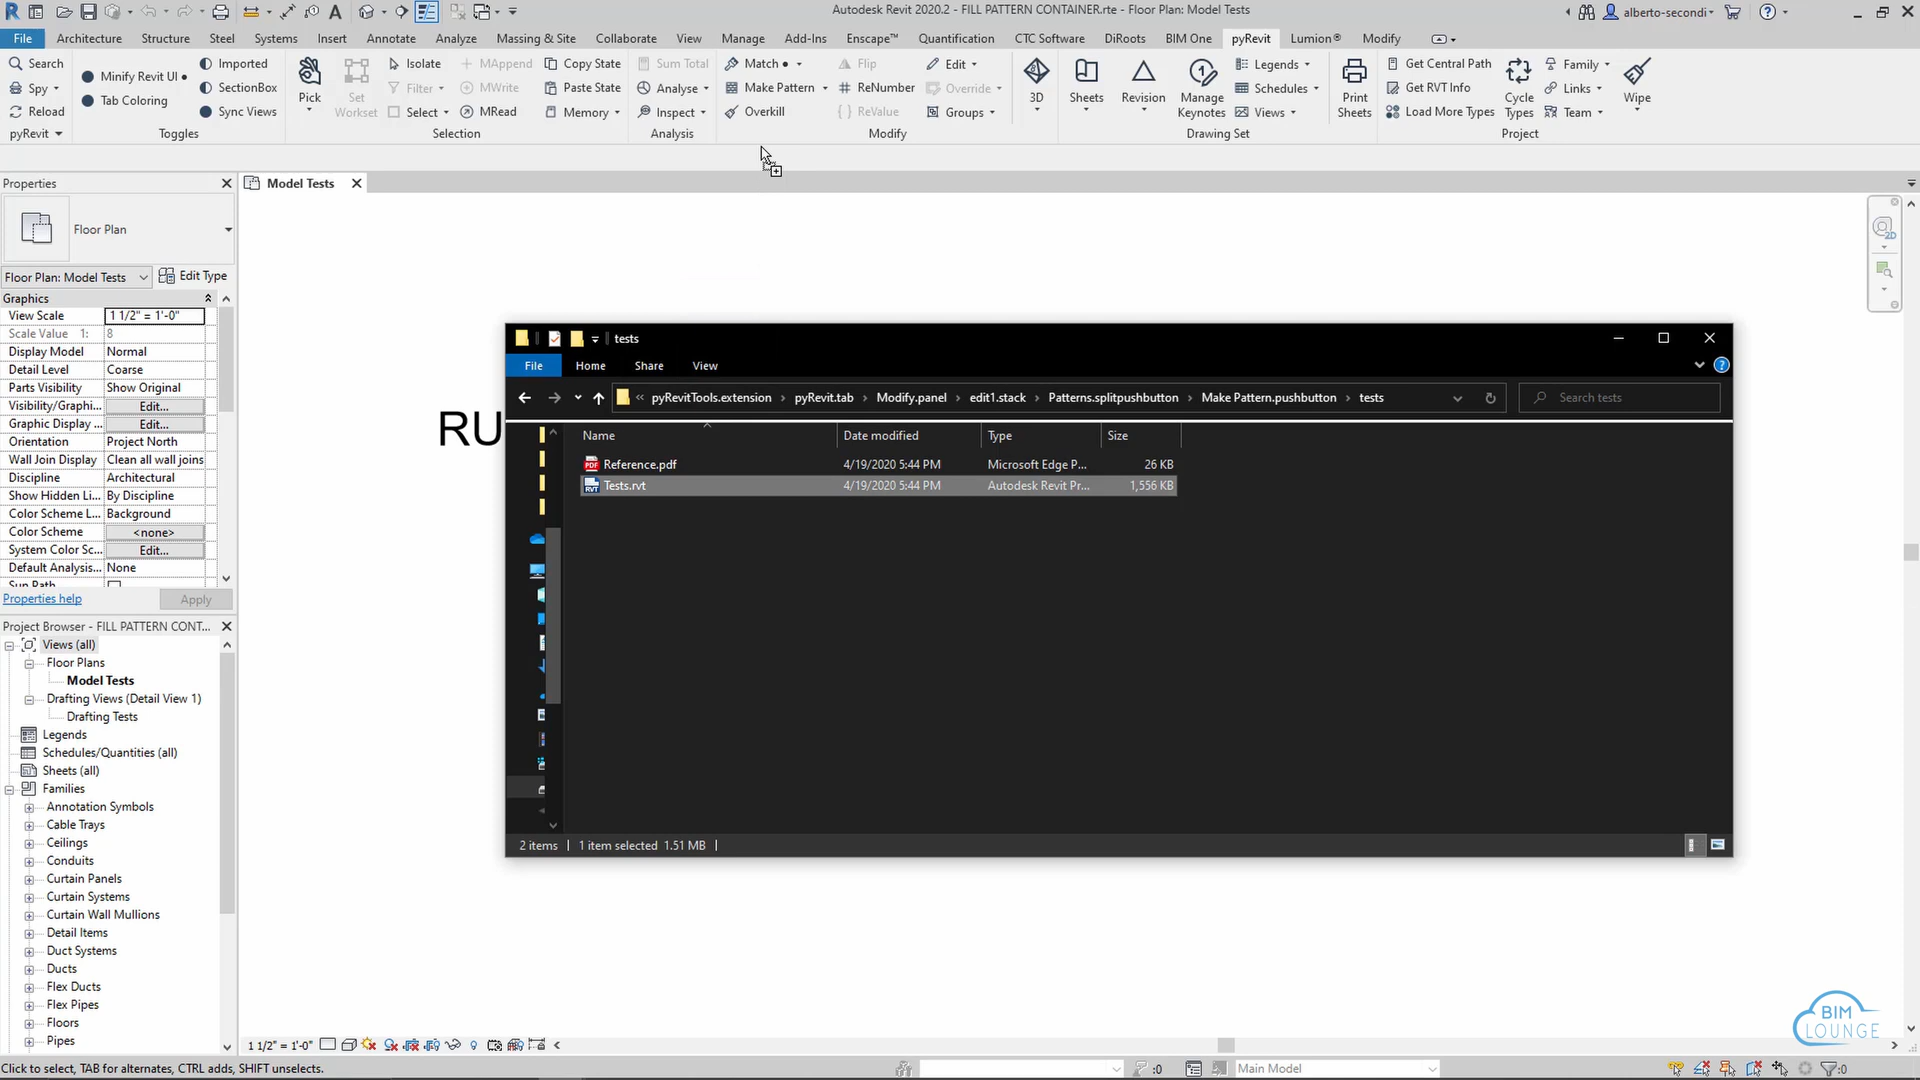 Autodesk Revit 2020.2 - FILL PATTERN CONTAINER.rte - Floor Plan: Model Tests
alberto-secondi
File Architecture Structure Steel Systems Insert Annotate Analyze Massing & Site Collaborate View Manage Add-Ins Enscape™ Quantification CTC Software DiRoots BIM One pyRevit Lumion® Modify
Search Minify Revit UI Imported Pick Set Workset Isolate MAppend Copy State Sum Total Match Flip Edit 3D Sheets Revision Manage Keynotes Legends Print Sheets Get Central Path Cycle Types Family Wipe
Spy Tab Coloring SectionBox Filter MWrite Paste State Analyse Make Pattern ReNumber Override Schedules Get RVT Info Links
Reload Sync Views Select MRead Memory Inspect Overkill ReValue Groups Views Load More Types Team
pyRevit Toggles Selection Analysis Modify Drawing Set Project
Properties
Model Tests
Floor Plan
Floor Plan: Model Tests Edit Type
Graphics
View Scale 1 1/2" = 1'-0"
Scale Value 1: 8
Display Model Normal
Detail Level Coarse
Parts Visibility Show Original
Visibility/Graphi... Edit...
Graphic Display ... Edit...
Orientation Project North
Wall Join Display Clean all wall joins
Discipline Architectural
Show Hidden Li... By Discipline
Color Scheme L... Background
Color Scheme <none>
System Color Sc... Edit...
Default Analysis... None
Sun Path
Properties help Apply
Project Browser - FILL PATTERN CONT...
Views (all)
Floor Plans
Model Tests
Drafting Views (Detail View 1)
Drafting Tests
Legends
Schedules/Quantities (all)
Sheets (all)
Families
Annotation Symbols
Cable Trays
Ceilings
Conduits
Curtain Panels
Curtain Systems
Curtain Wall Mullions
Detail Items
Duct Systems
Ducts
Flex Ducts
Flex Pipes
Floors
Pipes
RU
tests
File Home Share View
« pyRevitTools.extension › pyRevit.tab › Modify.panel › edit1.stack › Patterns.splitpushbutton › Make Pattern.pushbutton › tests
Search tests
Name Date modified Type Size
Reference.pdf 4/19/2020 5:44 PM Microsoft Edge P... 26 KB
Tests.rvt 4/19/2020 5:44 PM Autodesk Revit Pr... 1,556 KB
2 items 1 item selected 1.51 MB
2D
BIM
LOUNGE
1 1/2" = 1'-0"
Click to select, TAB for alternates, CTRL adds, SHIFT unselects. :0 Main Model :0